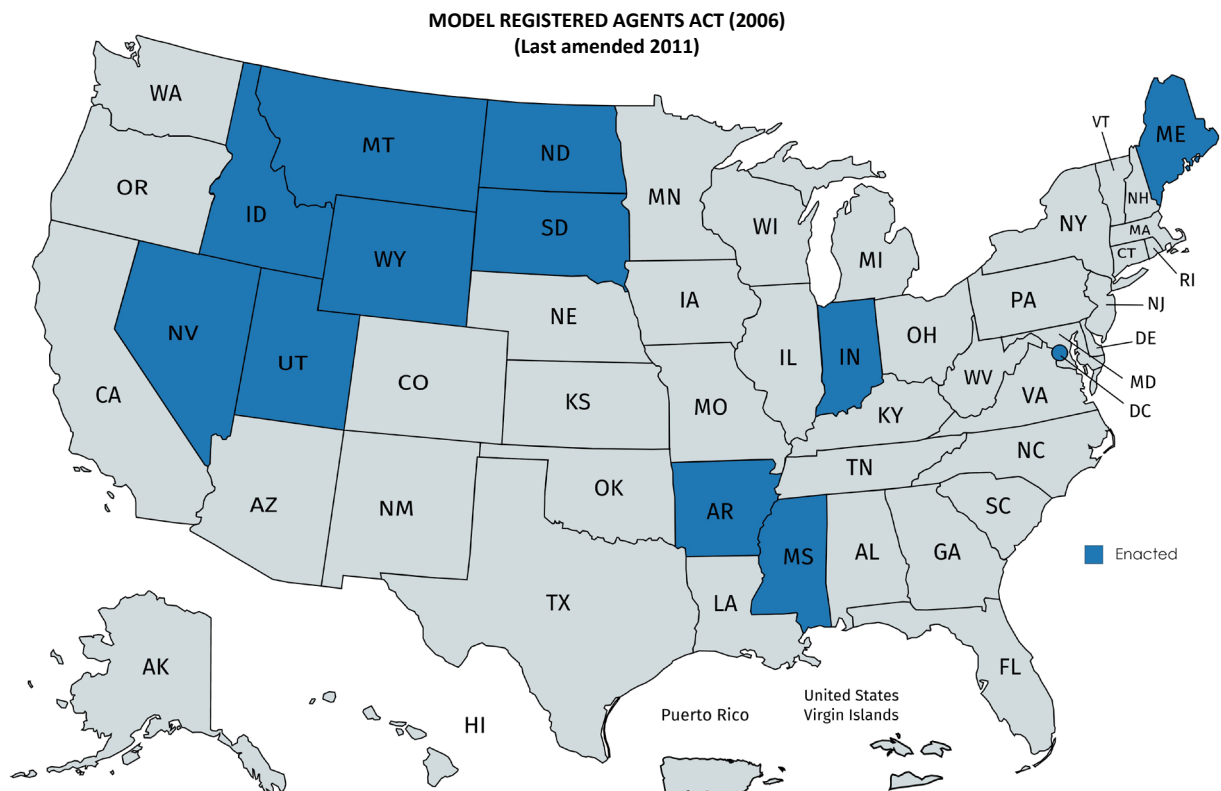 MODEL REGISTERED AGENTS ACT (2006)
(Last amended 2011)
WA
MT
ND
ME
VT
OR
ID
SD
MN
WI
NH
NY
MA
CT
MI
RI
WY
IA
PA
NJ
NE
NV
OH
DE
UT
IL
IN
CO
WV
MD
CA
KS
MO
VA
DC
KY
NC
TN
OK
AZ
NM
AR
SC
MS
AL
GA
Enacted
TX
LA
AK
FL
HI
Puerto Rico
United States
Virgin Islands